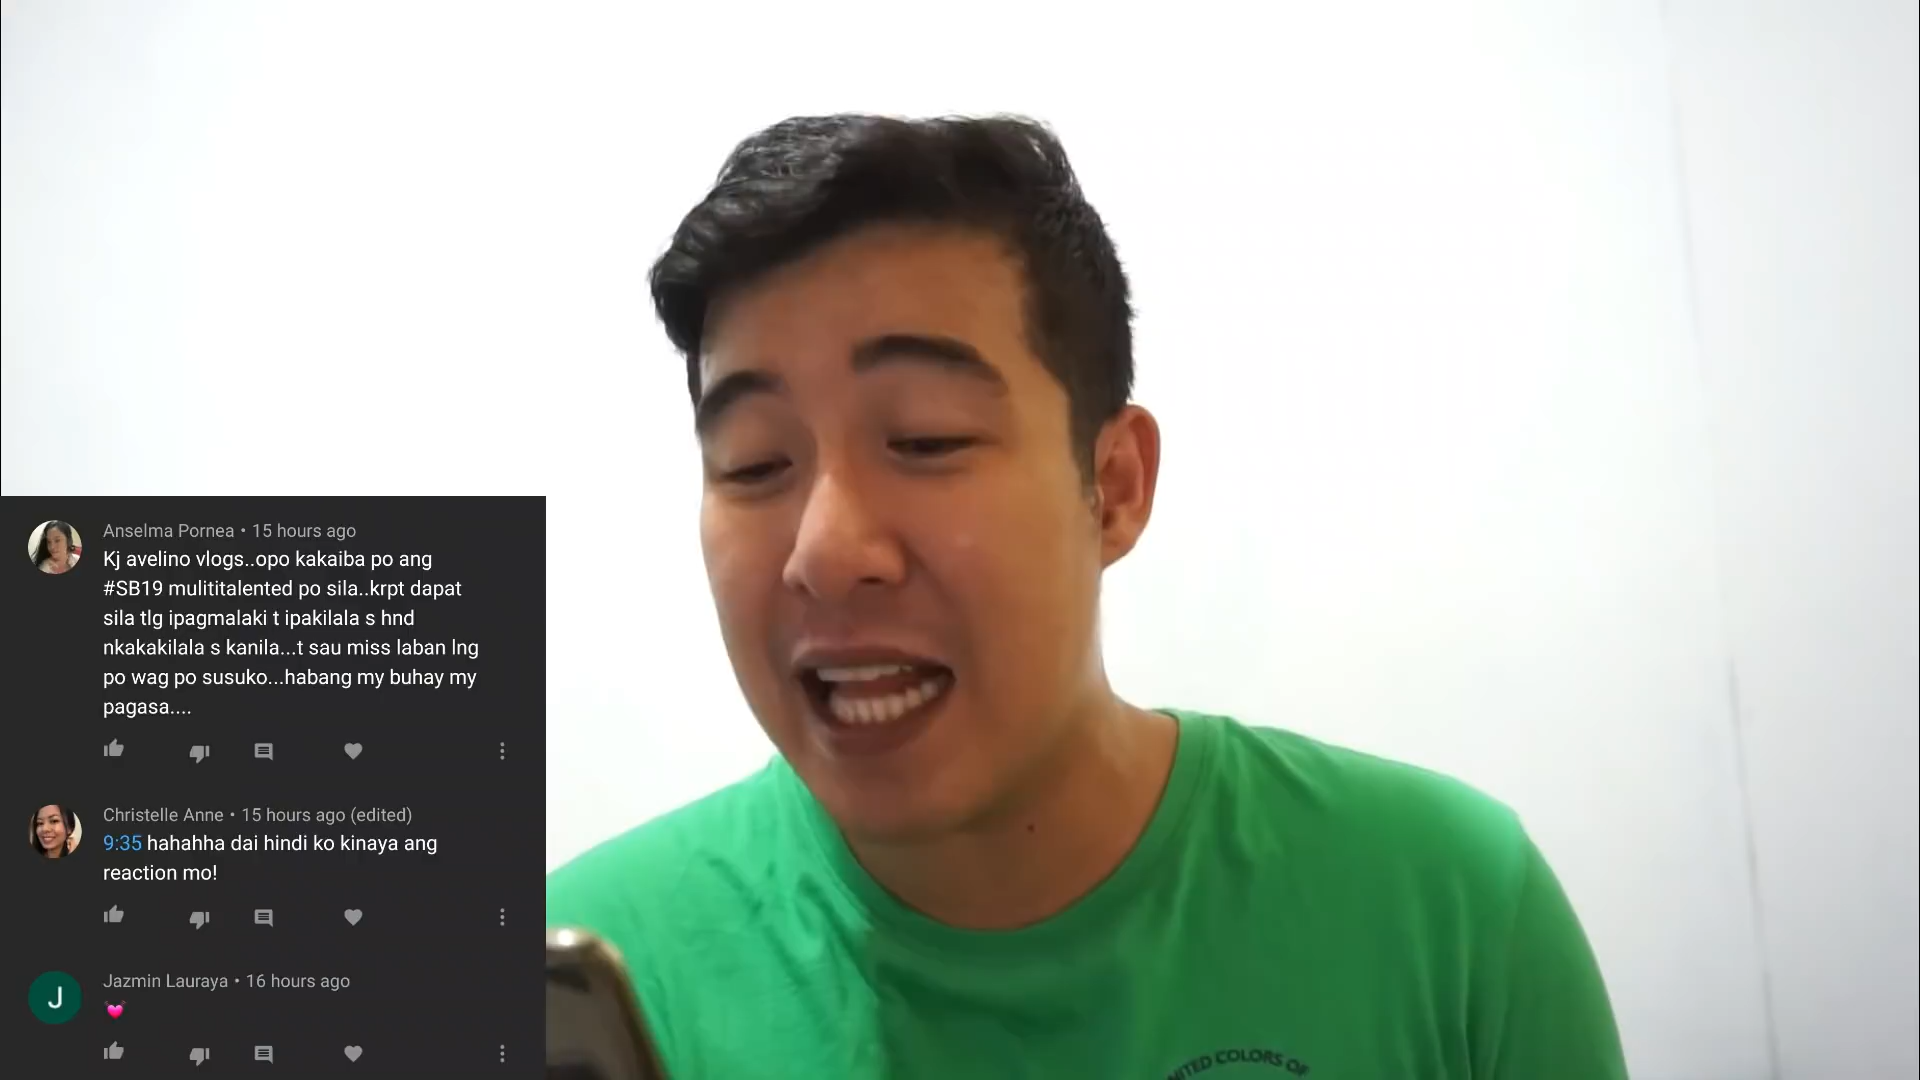 Anselma Pornea • 15 hours ago
Kj avelino vlogs..opo kakaiba po ang
#SB19 mulititalented po sila..krpt dapat
sila tlg ipagmalaki t ipakilala s hnd
nkakakilala s kanila...t sau miss laban lng
po wag po susuko...habang my buhay my
pagasa....
Christelle Anne • 15 hours ago (edited)
9:35 hahahha dai hindi ko kinaya ang
reaction mo!
J
Jazmin Lauraya • 16 hours ago
💓
COLORS OF